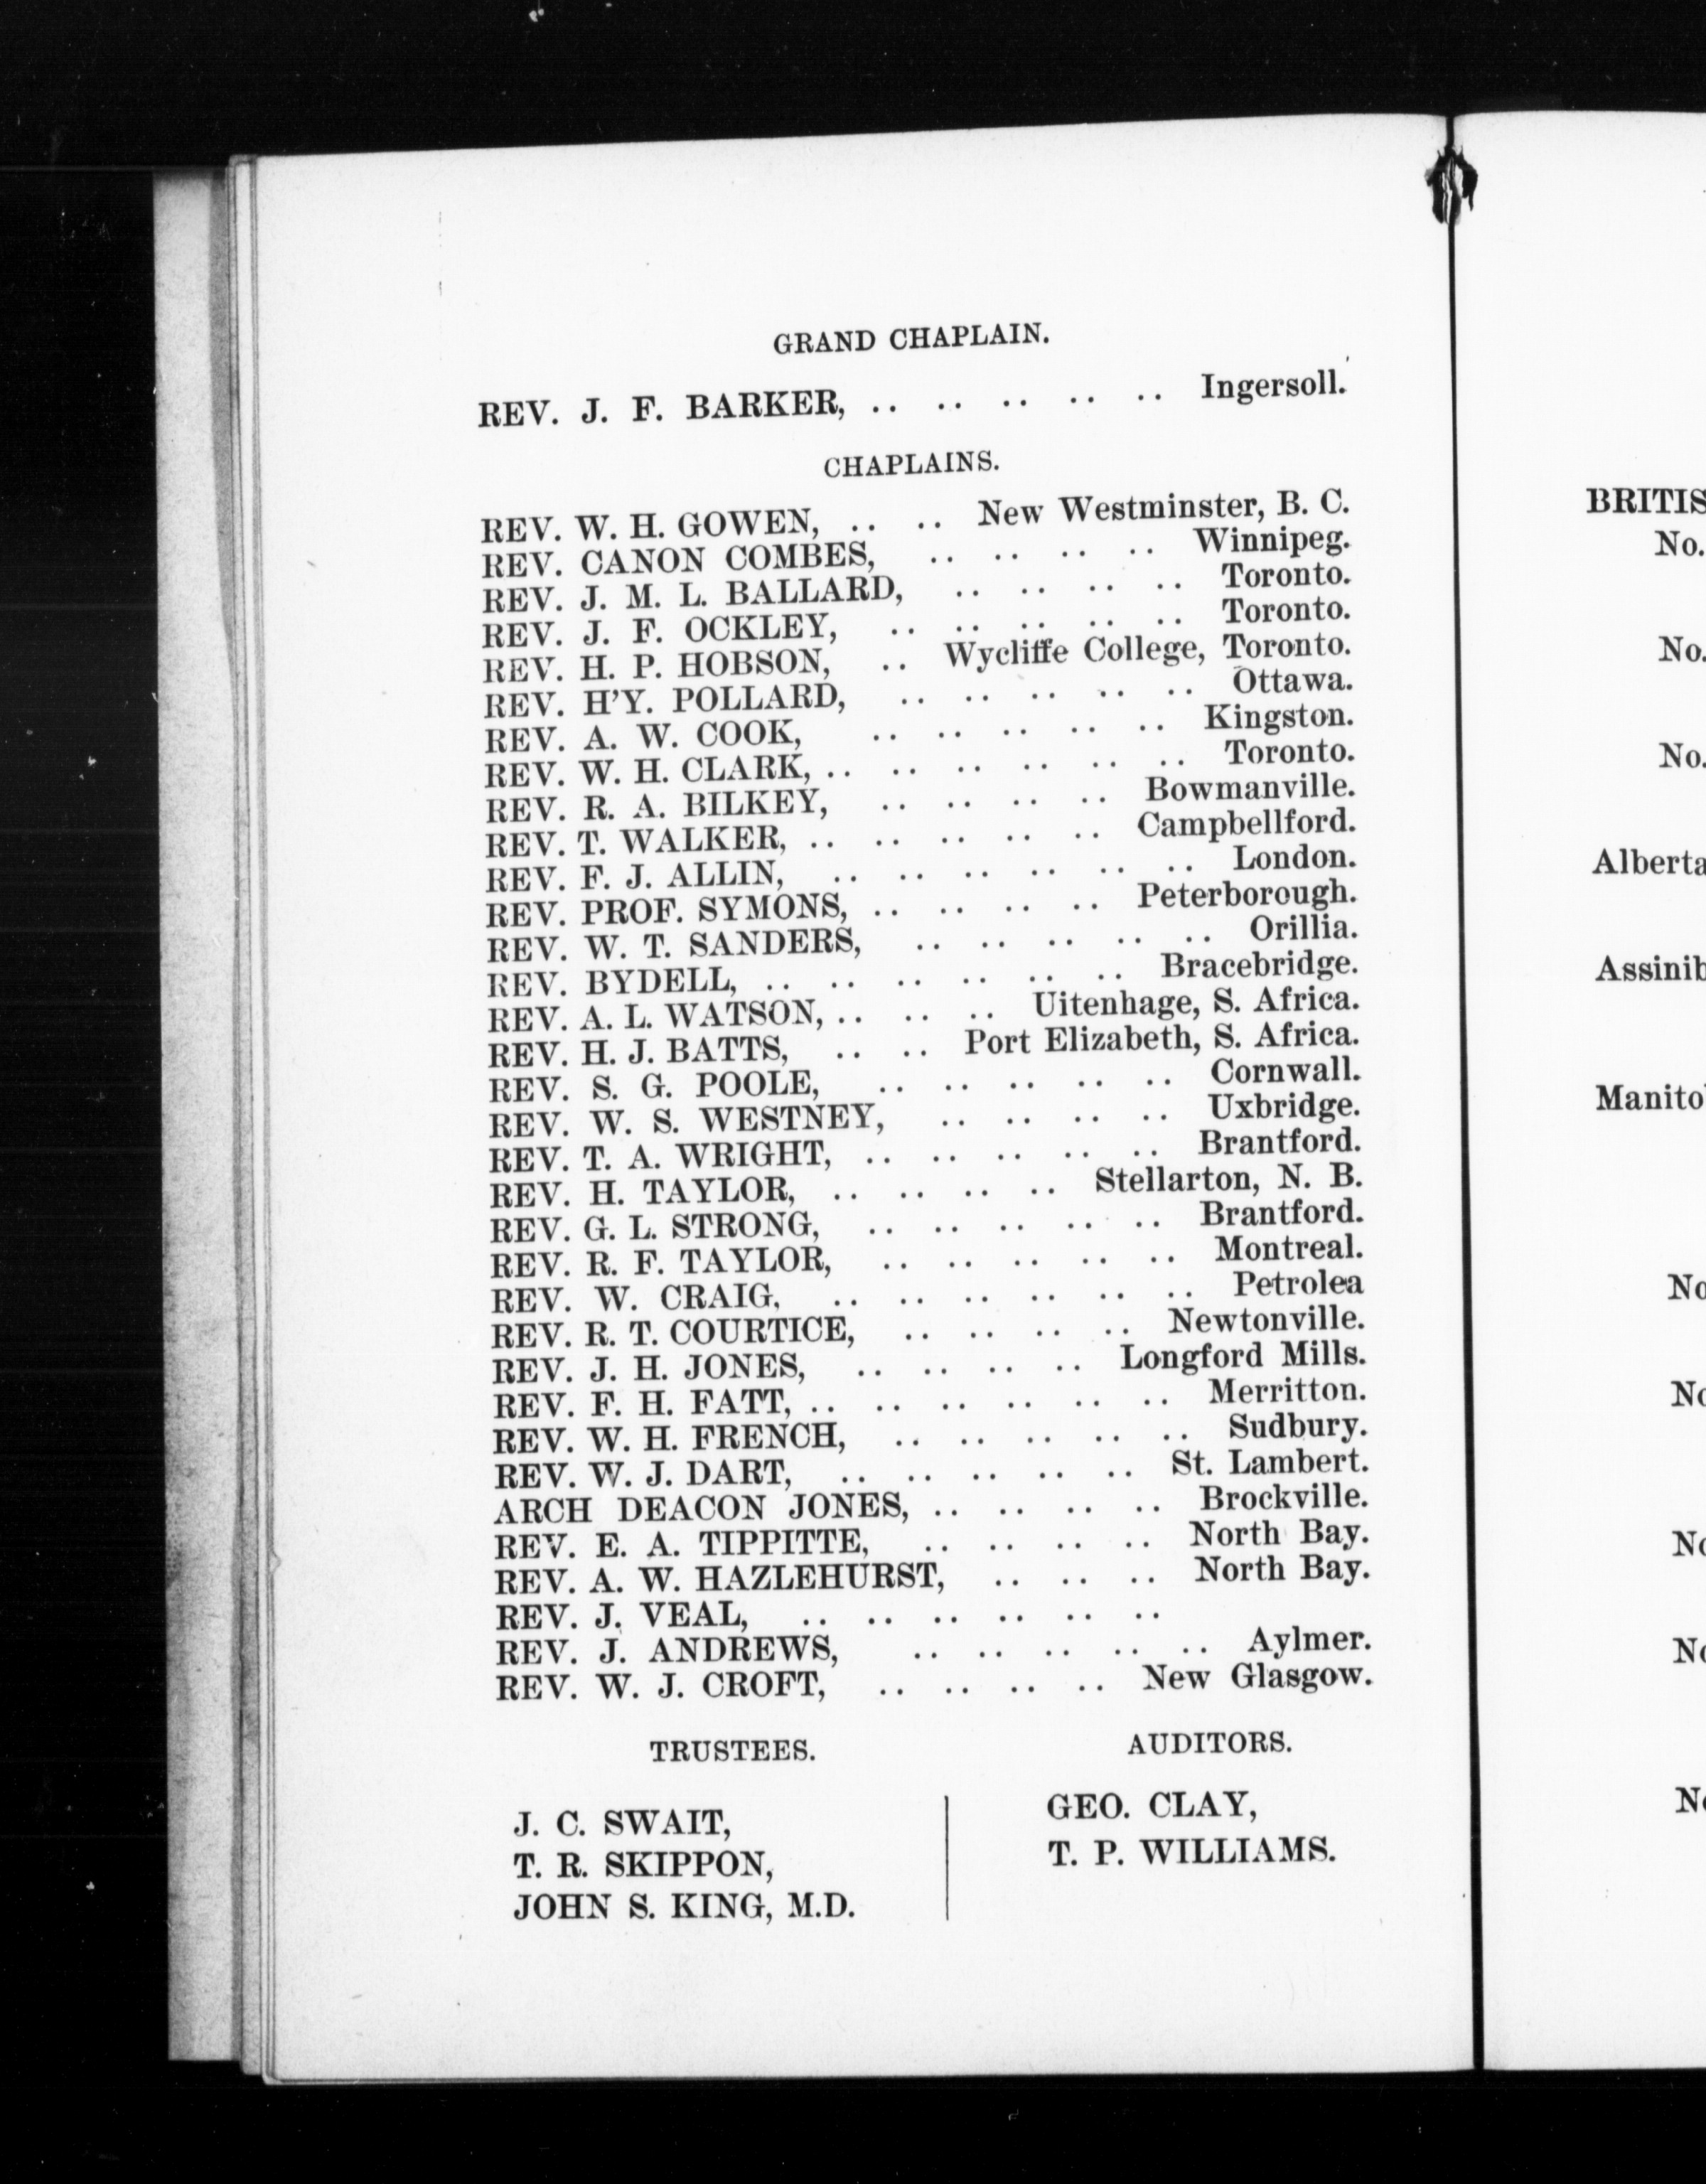 GRAND CHAPLAIN.
REV. J. F. BARKER, .. .. .. .. .. Ingersoll.
CHAPLAINS.
REV. W. H. GOWEN, .. .. New Westminster, B. C.
REV. CANON COMBES, .. .. .. .. Winnipeg.
REV. J. M. L. BALLARD, .. .. .. .. Toronto.
REV. J. F. OCKLEY, .. .. .. .. .. Toronto.
REV. H. P. HOBSON, .. Wycliffe College, Toronto.
REV. H'Y. POLLARD, .. .. .. .. .. Ottawa.
REV. A. W. COOK, .. .. .. .. .. Kingston.
REV. W. H. CLARK, .. .. .. .. .. .. Toronto.
REV. R. A. BILKEY, .. .. .. .. Bowmanville.
REV. T. WALKER, .. .. .. .. .. Campbellford.
REV. F. J. ALLIN, .. .. .. .. .. .. London.
REV. PROF. SYMONS, .. .. .. .. Peterborough.
REV. W. T. SANDERS, .. .. .. .. .. Orillia.
REV. BYDELL, .. .. .. .. .. .. Bracebridge.
REV. A. L. WATSON, .. .. .. Uitenhage, S. Africa.
REV. H. J. BATTS, .. .. Port Elizabeth, S. Africa.
REV. S. G. POOLE, .. .. .. .. .. Cornwall.
REV. W. S. WESTNEY, .. .. .. .. Uxbridge.
REV. T. A. WRIGHT, .. .. .. .. .. Brantford.
REV. H. TAYLOR, .. .. .. .. Stellarton, N. B.
REV. G. L. STRONG, .. .. .. .. .. Brantford.
REV. R. F. TAYLOR, .. .. .. .. .. Montreal.
REV. W. CRAIG, .. .. .. .. .. .. Petrolea
REV. R. T. COURTICE, .. .. .. .. Newtonville.
REV. J. H. JONES, .. .. .. .. Longford Mills.
REV. F. H. FATT, .. .. .. .. .. .. Merritton.
REV. W. H. FRENCH, .. .. .. .. .. Sudbury.
REV. W. J. DART, .. .. .. .. .. St. Lambert.
ARCH DEACON JONES, .. .. .. .. Brockville.
REV. E. A. TIPPITTE, .. .. .. .. North Bay.
REV. A. W. HAZLEHURST, .. .. .. North Bay.
REV. J. VEAL, .. .. .. .. .. ..
REV. J. ANDREWS, .. .. .. .. .. Aylmer.
REV. W. J. CROFT, .. .. .. .. New Glasgow.
TRUSTEES.
J. C. SWAIT,
T. R. SKIPPON,
JOHN S. KING, M.D.
AUDITORS.
GEO. CLAY,
T. P. WILLIAMS.
BRITIS
No.
No.
No.
Alberta
Assinib
Manito
No
No
No
No
No